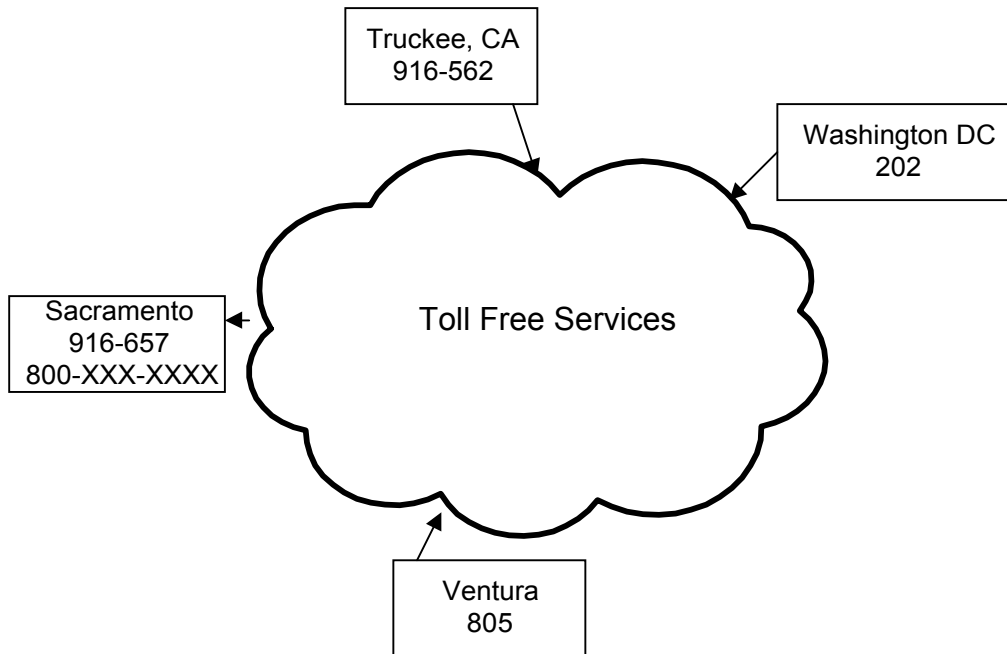 Truckee, CA
916-562
Washington DC
202
Sacramento
916-657
800-XXX-XXXX
Toll Free Services
Ventura
805